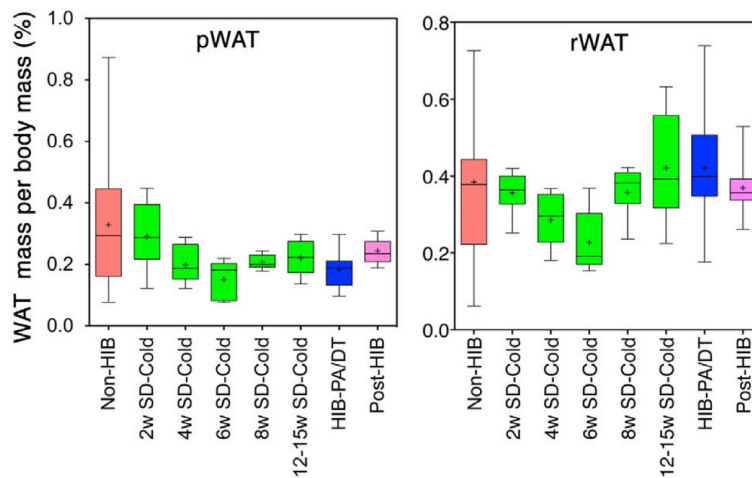 WAT mass per body mass (%)
pWAT
1.0
0.8
0.6
0.4
0.2
0.0
Non-HIB
2w SD-Cold
4w SD-Cold
6w SD-Cold
8w SD-Cold
12-15w SD-Cold
HIB-PA/DT
Post-HIB
rWAT
0.8
0.6
0.4
0.2
0.0
Non-HIB
2w SD-Cold
4w SD-Cold
6w SD-Cold
8w SD-Cold
12-15w SD-Cold
HIB-PA/DT
Post-HIB